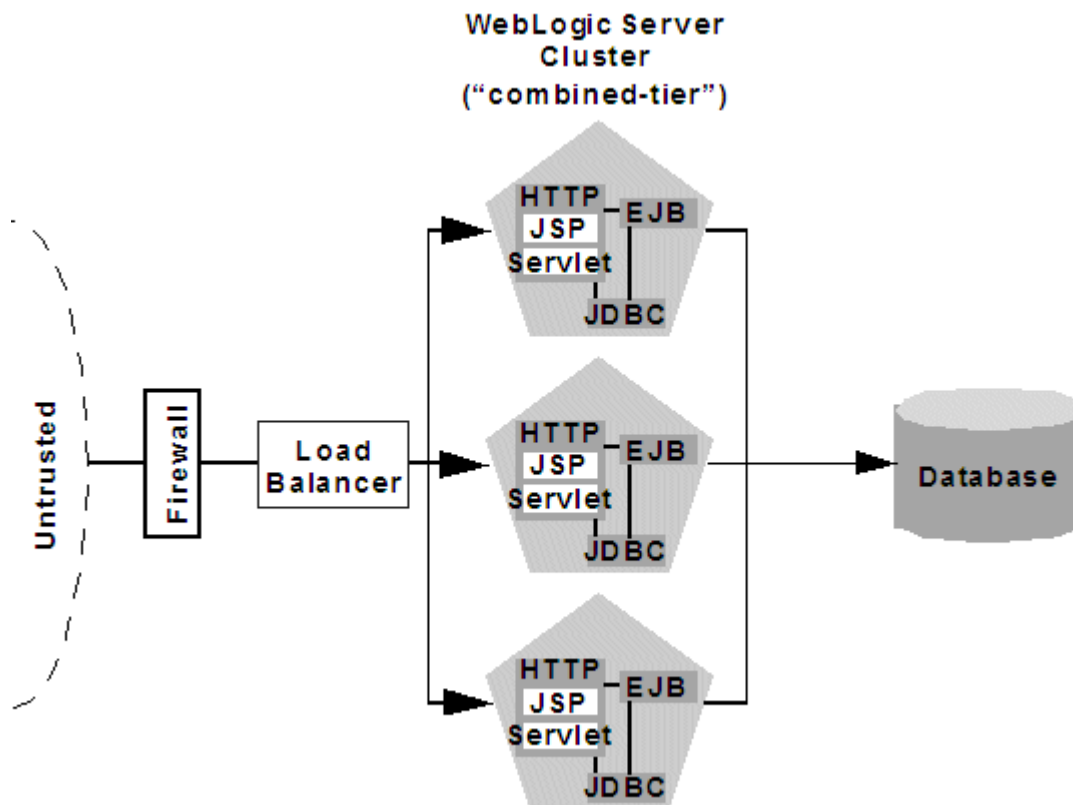 WebLogic Server
Cluster
(“combined-tier”)
HTTP
JSP
Servlet
EJB
JDBC
Untrusted
Firewall
Load
Balancer
HTTP
JSP
Servlet
EJB
JDBC
Database
HTTP
JSP
Servlet
EJB
JDBC